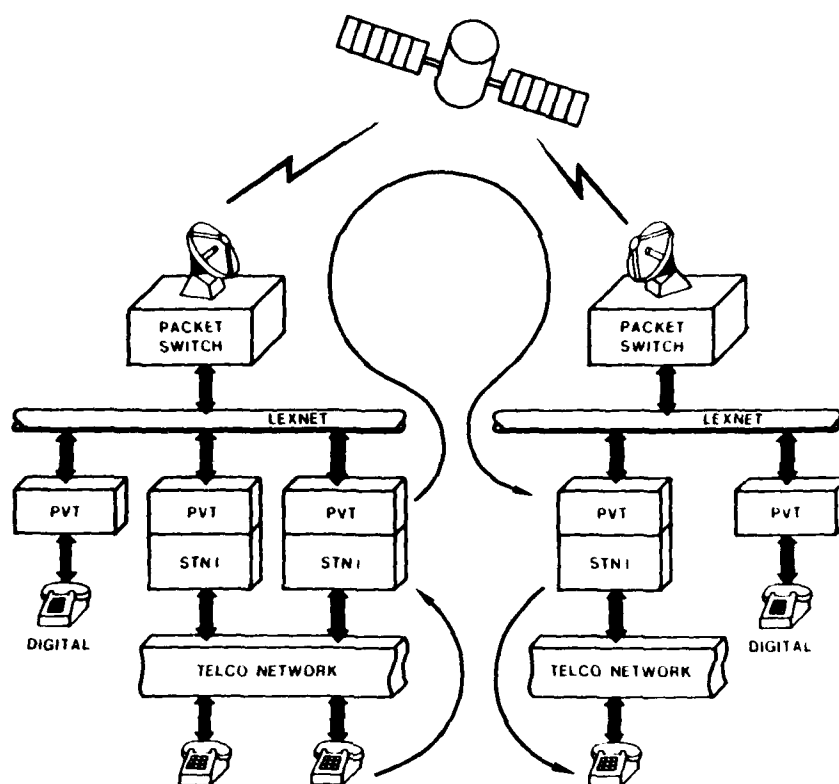 PACKET
SWITCH
PACKET
SWITCH
LEXNET
LEXNET
PVT
PVT
PVT
PVT
PVT
STNI
STNI
STNI
DIGITAL
DIGITAL
TELCO NETWORK
TELCO NETWORK